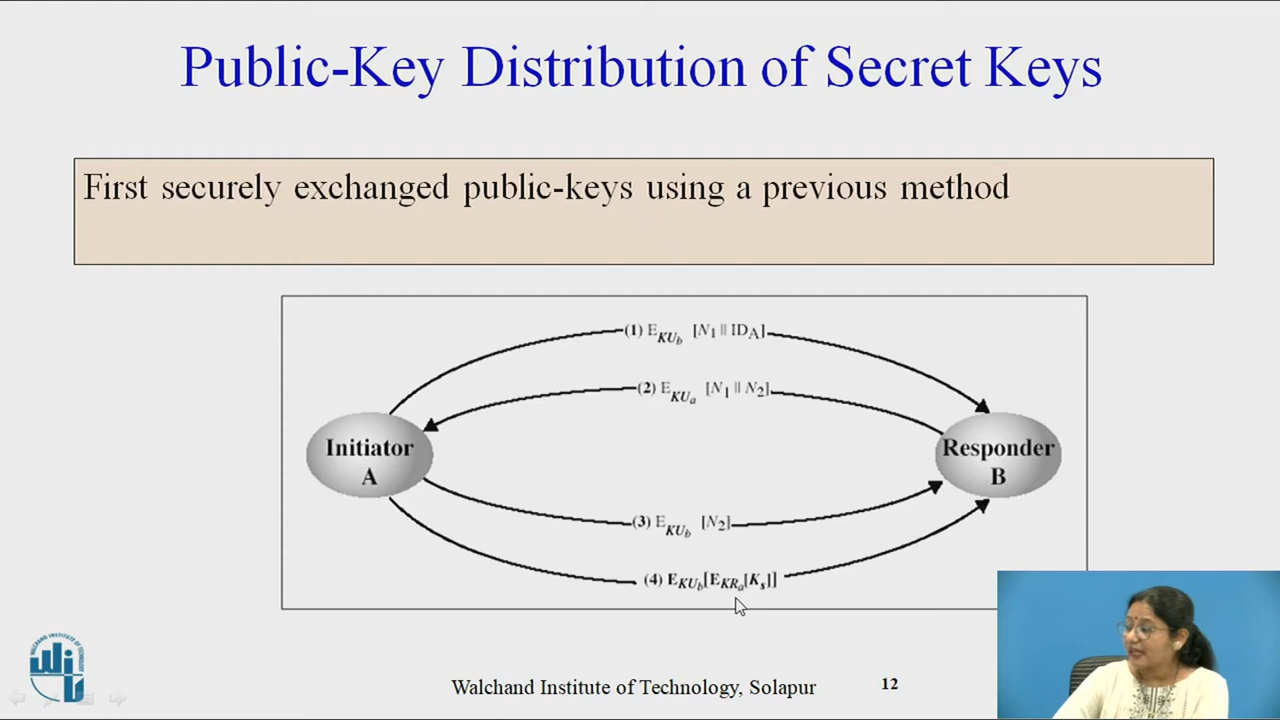 Public-Key Distribution of Secret Keys
First securely exchanged public-keys using a previous method
(1) E_KUb [N1 || IDA]
(2) E_KUa [N1 || N2]
Initiator
A
Responder
B
(3) E_KUb [N2]
(4) E_KUb[E_KRa[Ks]]
Walchand Institute of Technology, Solapur
12